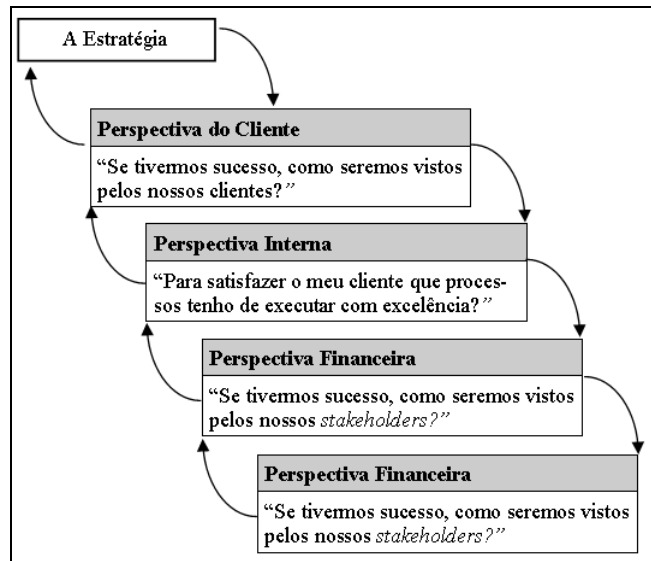 A Estratégia
Perspectiva do Cliente
“Se tivermos sucesso, como seremos vistos
pelos nossos clientes?”
Perspectiva Interna
“Para satisfazer o meu cliente que proces-
sos tenho de executar com excelência?”
Perspectiva Financeira
“Se tivermos sucesso, como seremos vistos
pelos nossos stakeholders?”
Perspectiva Financeira
“Se tivermos sucesso, como seremos vistos
pelos nossos stakeholders?”